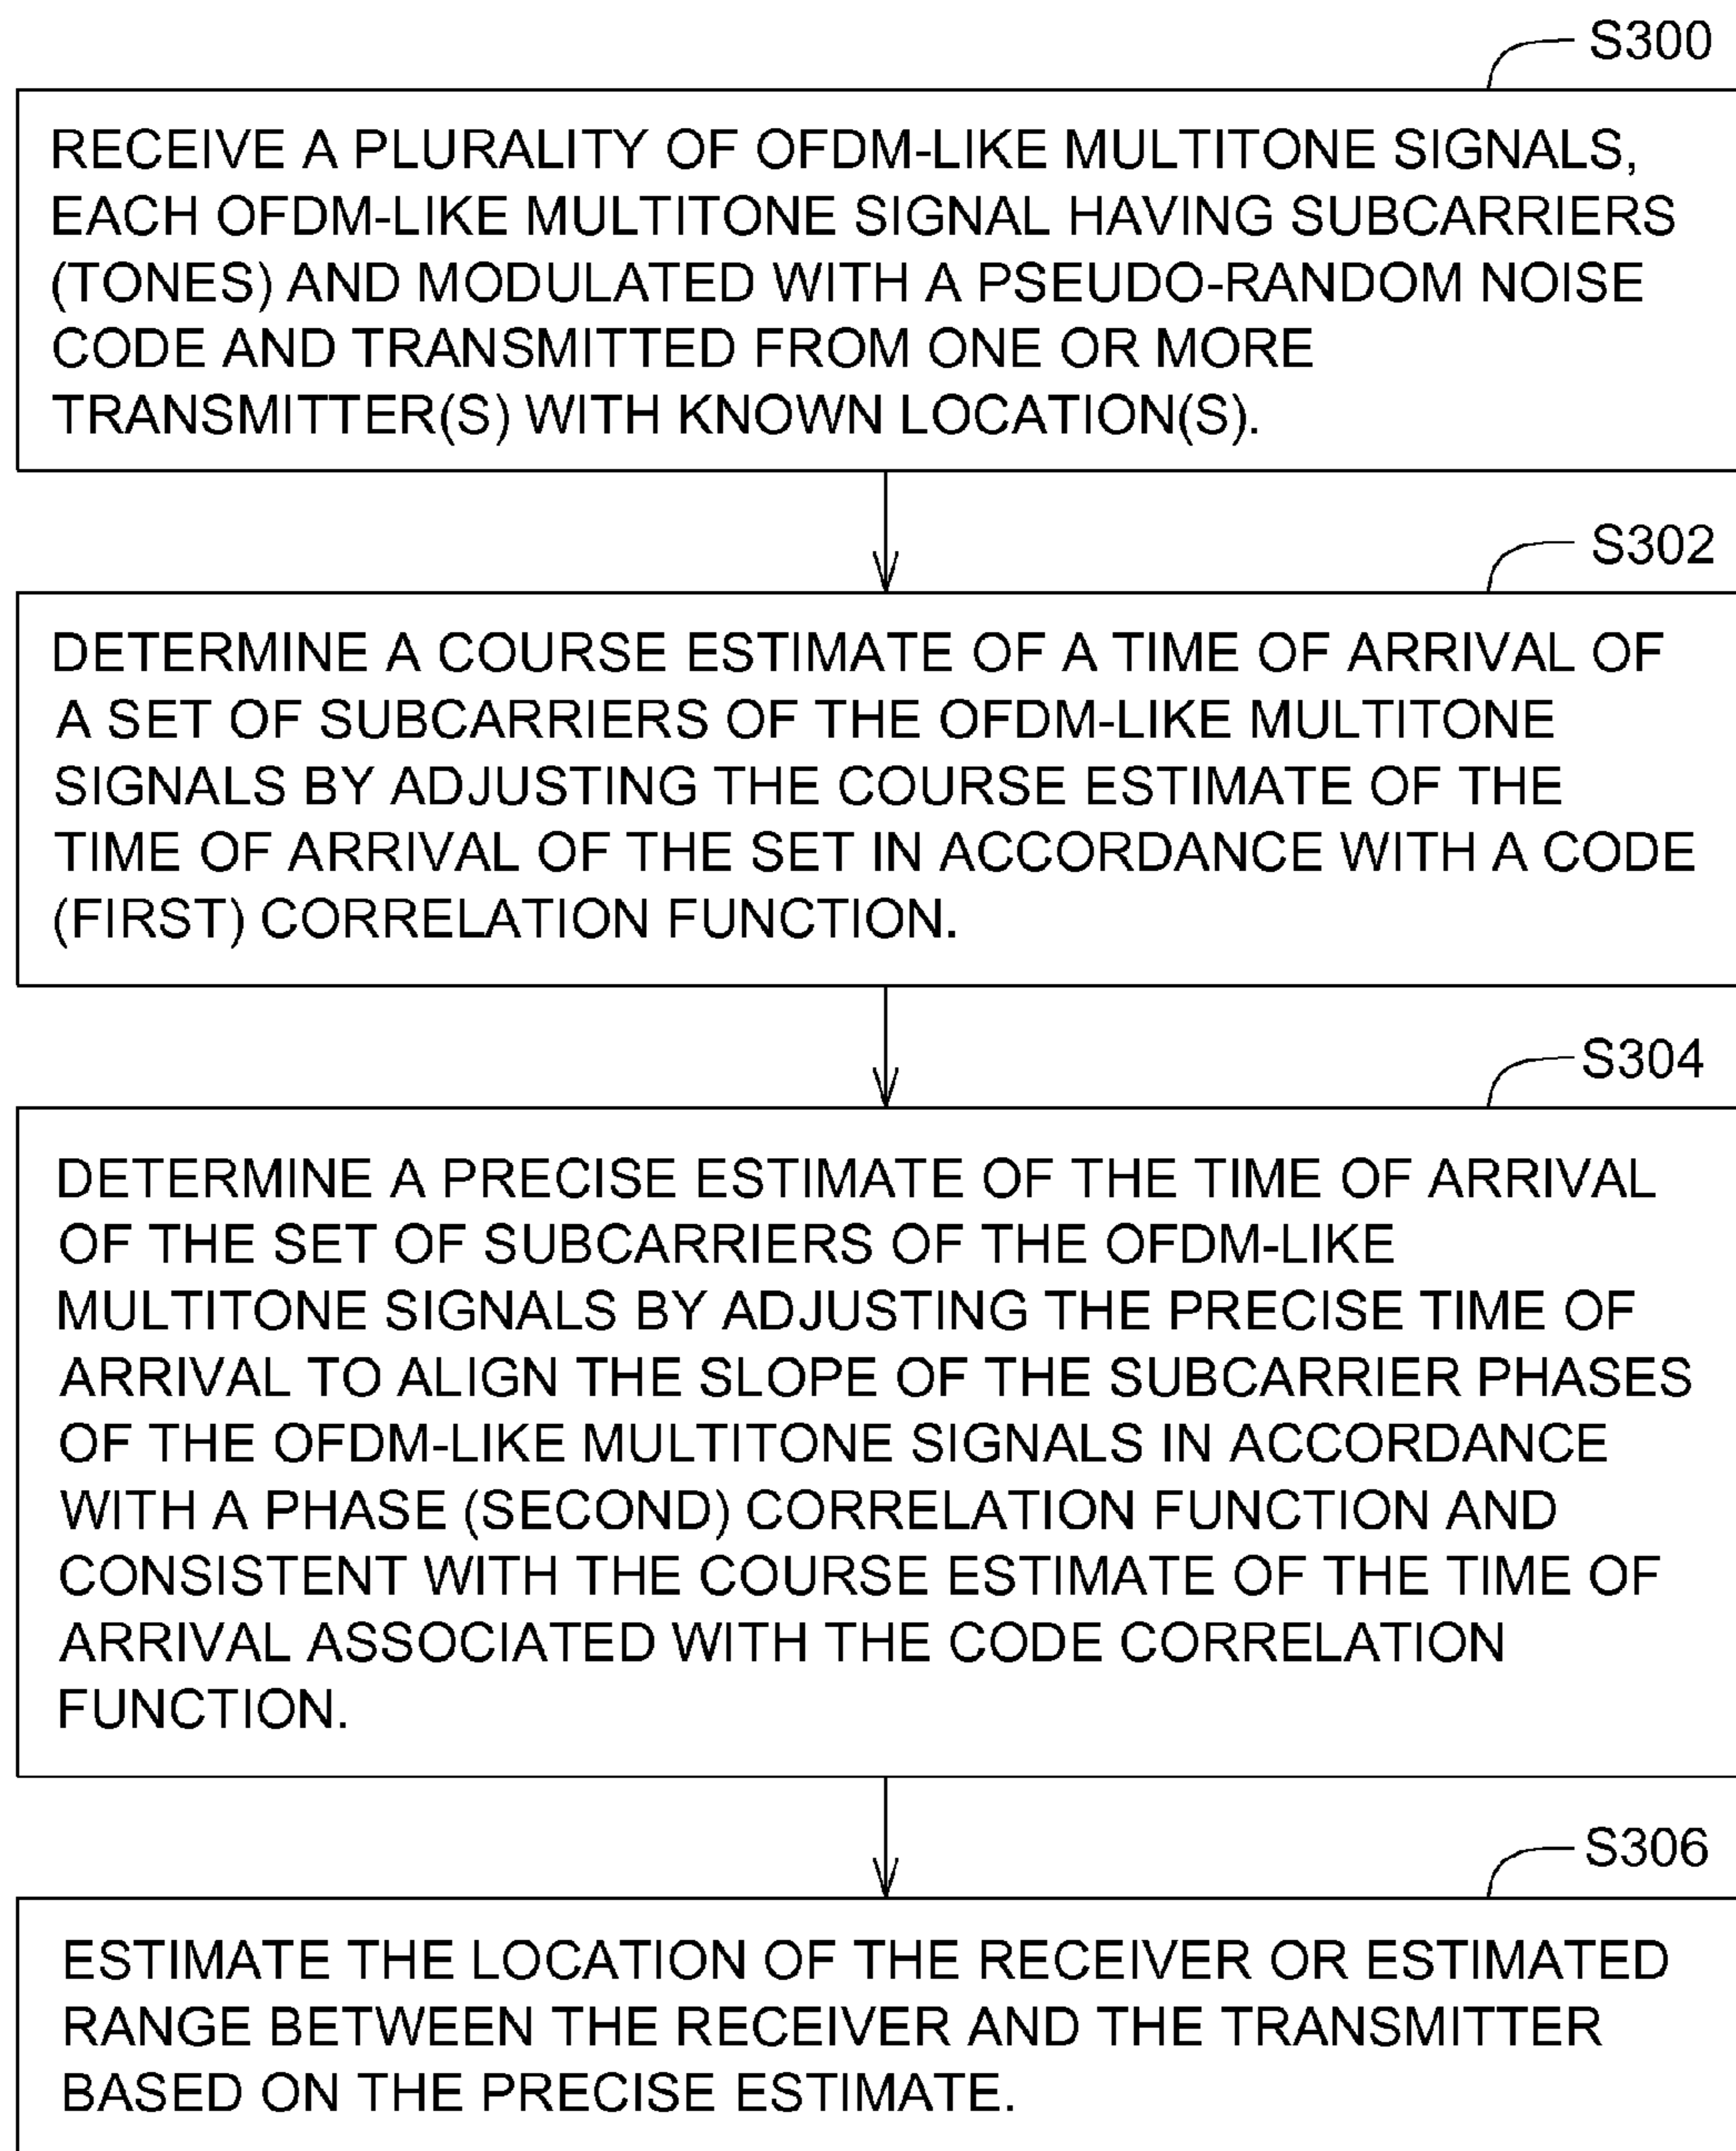 S300
RECEIVE A PLURALITY OF OFDM-LIKE MULTITONE SIGNALS,
EACH OFDM-LIKE MULTITONE SIGNAL HAVING SUBCARRIERS
(TONES) AND MODULATED WITH A PSEUDO-RANDOM NOISE
CODE AND TRANSMITTED FROM ONE OR MORE
TRANSMITTER(S) WITH KNOWN LOCATION(S).
S302
DETERMINE A COURSE ESTIMATE OF A TIME OF ARRIVAL OF
A SET OF SUBCARRIERS OF THE OFDM-LIKE MULTITONE
SIGNALS BY ADJUSTING THE COURSE ESTIMATE OF THE
TIME OF ARRIVAL OF THE SET IN ACCORDANCE WITH A CODE
(FIRST) CORRELATION FUNCTION.
S304
DETERMINE A PRECISE ESTIMATE OF THE TIME OF ARRIVAL
OF THE SET OF SUBCARRIERS OF THE OFDM-LIKE
MULTITONE SIGNALS BY ADJUSTING THE PRECISE TIME OF
ARRIVAL TO ALIGN THE SLOPE OF THE SUBCARRIER PHASES
OF THE OFDM-LIKE MULTITONE SIGNALS IN ACCORDANCE
WITH A PHASE (SECOND) CORRELATION FUNCTION AND
CONSISTENT WITH THE COURSE ESTIMATE OF THE TIME OF
ARRIVAL ASSOCIATED WITH THE CODE CORRELATION
FUNCTION.
S306
ESTIMATE THE LOCATION OF THE RECEIVER OR ESTIMATED
RANGE BETWEEN THE RECEIVER AND THE TRANSMITTER
BASED ON THE PRECISE ESTIMATE.